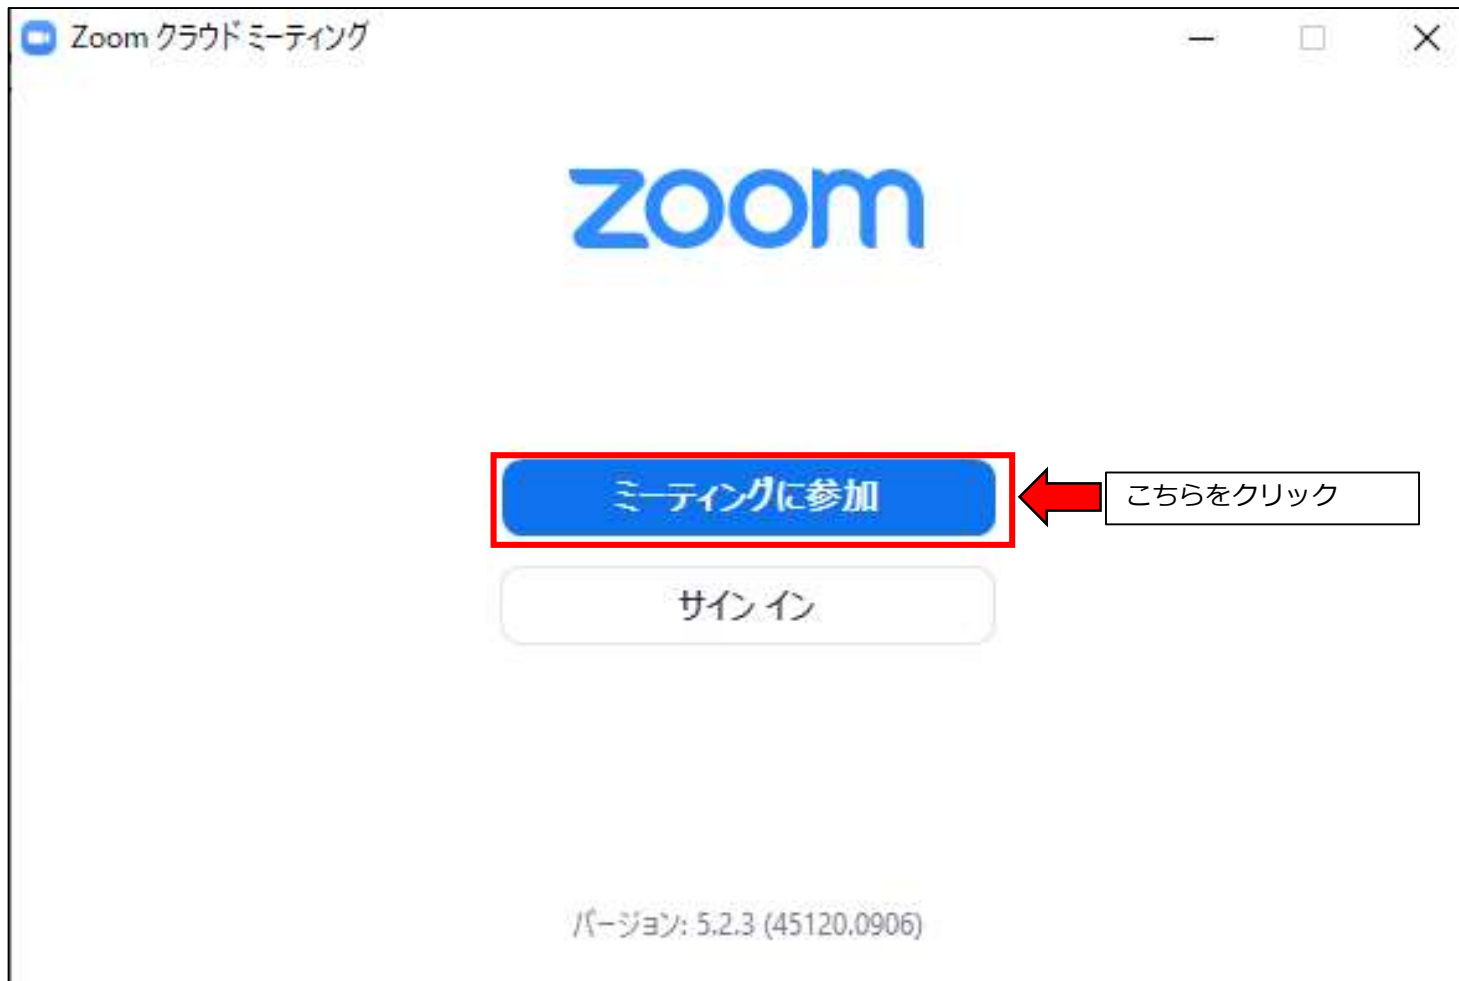 Zoom クラウド ミーティング
zoom
ミーティングに参加
こちらをクリック
サイン イン
バージョン: 5.2.3 (45120.0906)